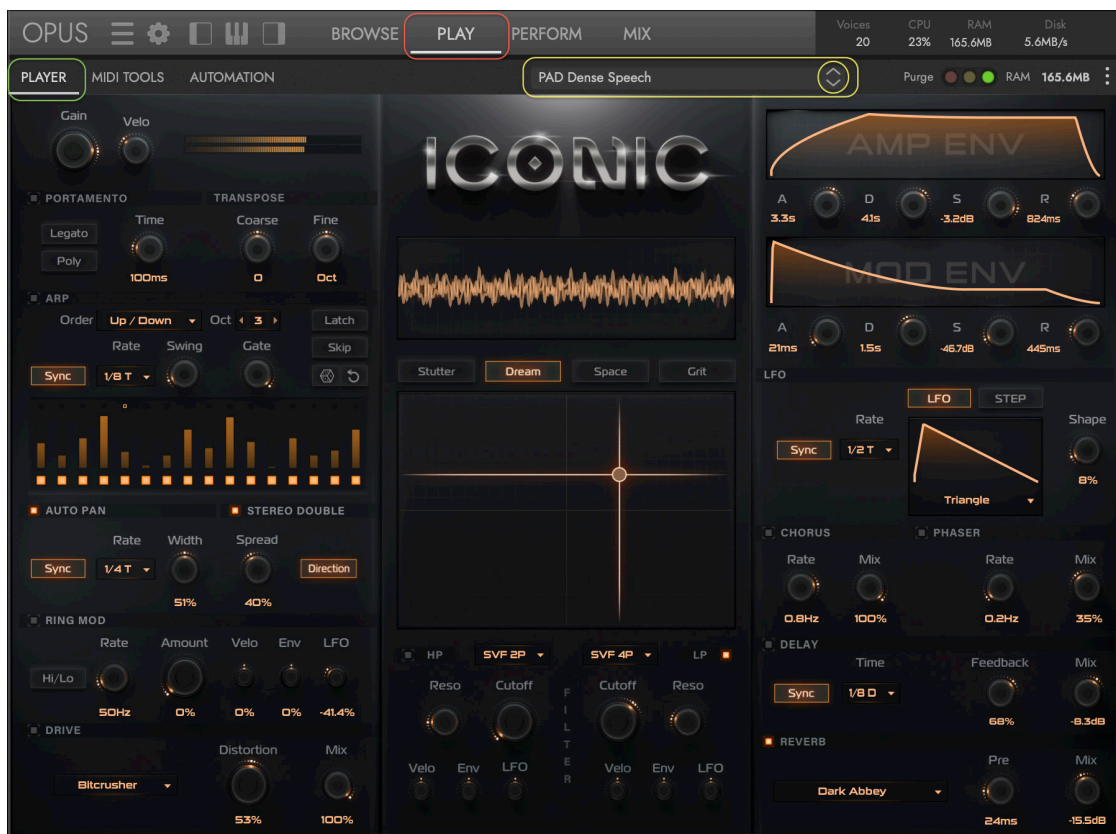 OPUS BROWSE PLAY PERFORM MIX
Voices CPU RAM Disk
20 23% 165.6MB 5.6MB/s
PLAYER MIDI TOOLS AUTOMATION PAD Dense Speech Purge RAM 165.6MB
Gain Velo
PORTAMENTO TRANSPOSE
Legato Time Coarse Fine
Poly
100ms 0 Oct
ARP
Order Up / Down Oct 3 Latch
Rate Swing Gate Skip
Sync 1/8 T
AUTO PAN STEREO DOUBLE
Rate Width Spread
Sync 1/4 T Direction
51% 40%
RING MOD
Rate Amount Velo Env LFO
Hi/Lo
50Hz 0% 0% 0% -41.4%
DRIVE
Distortion Mix
Bitcrusher
53% 100%
ICONIC
Stutter Dream Space Grit
HP SVF 2P SVF 4P LP
Reso Cutoff Cutoff Reso
FILTER
Velo Env LFO Velo Env LFO
AMP ENV
A D S R
3.3s 4.1s -3.2dB 824ms
MOD ENV
A D S R
21ms 1.5s -46.7dB 445ms
LFO
LFO STEP
Rate Shape
Sync 1/2 T
8%
Triangle
CHORUS PHASER
Rate Mix Rate Mix
0.8Hz 100% 0.2Hz 35%
DELAY
Time Feedback Mix
Sync 1/8 D
68% -8.3dB
REVERB
Pre Mix
Dark Abbey
24ms -15.5dB